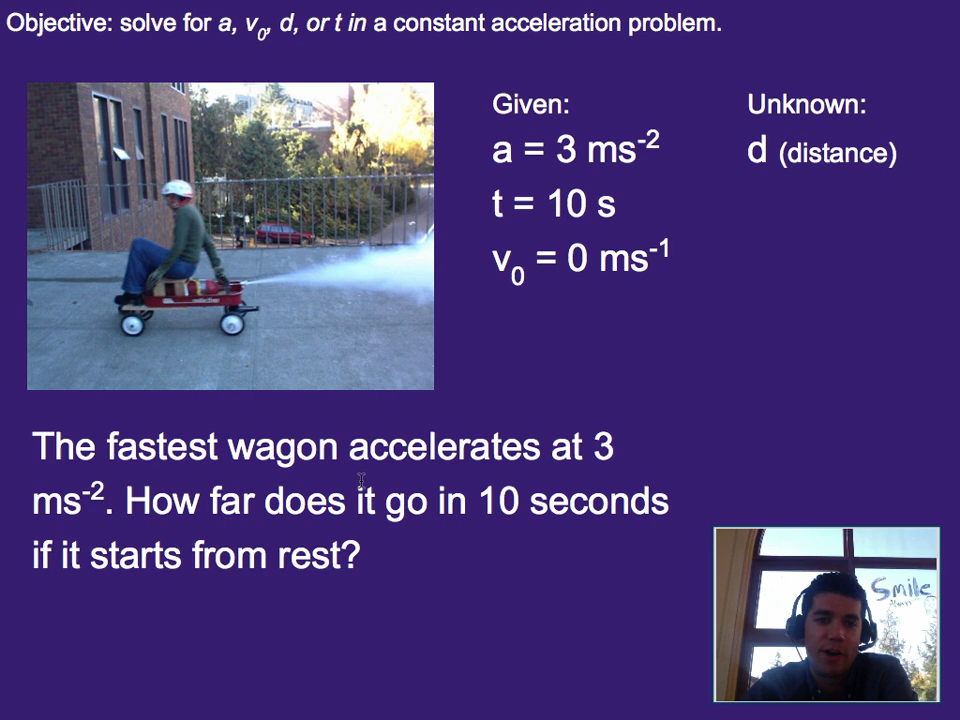 Objective: solve for a, v0, d, or t in a constant acceleration problem.
Given:
a = 3 ms-2
t = 10 s
v0 = 0 ms-1
Unknown:
d (distance)
The fastest wagon accelerates at 3
ms-2. How far does it go in 10 seconds
if it starts from rest?
Smile